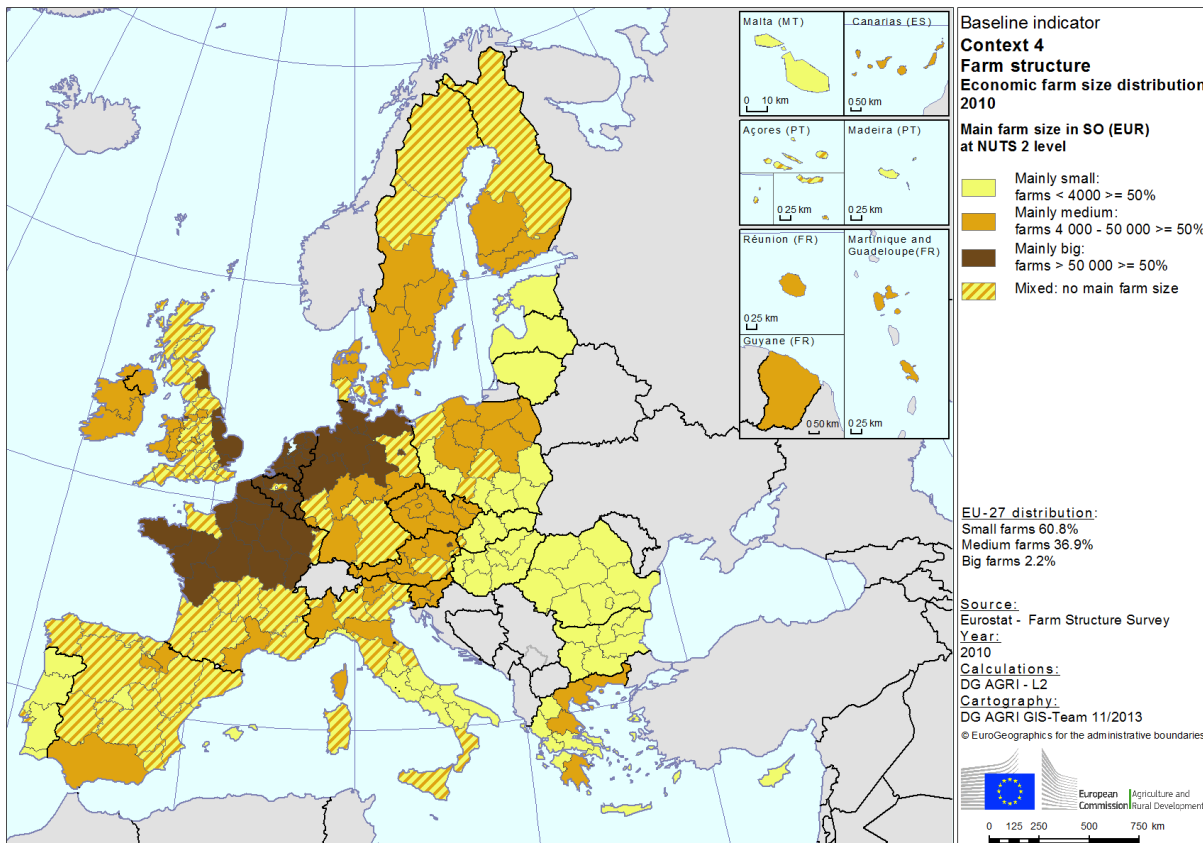 Malta (MT)
0 10 km
Canarias (ES)
0 50 km
Açores (PT)
0 25 km
Madeira (PT)
0 25 km
Réunion (FR)
0 25 km
Martinique and
Guadeloupe(FR)
0 25 km
Guyane (FR)
0 50 km
Baseline indicator
Context 4
Farm structure
Economic farm size distribution
2010
Main farm size in SO (EUR)
at NUTS 2 level
Mainly small:
farms < 4000 >= 50%
Mainly medium:
farms 4 000 - 50 000 >= 50%
Mainly big:
farms > 50 000 >= 50%
Mixed: no main farm size
EU-27 distribution:
Small farms 60.8%
Medium farms 36.9%
Big farms 2.2%
Source:
Eurostat - Farm Structure Survey
Year:
2010
Calculations:
DG AGRI - L2
Cartography:
DG AGRI GIS-Team 11/2013
© EuroGeographics for the administrative boundaries
European
Commission
Agriculture and
Rural Development
0 125 250 500 750 km